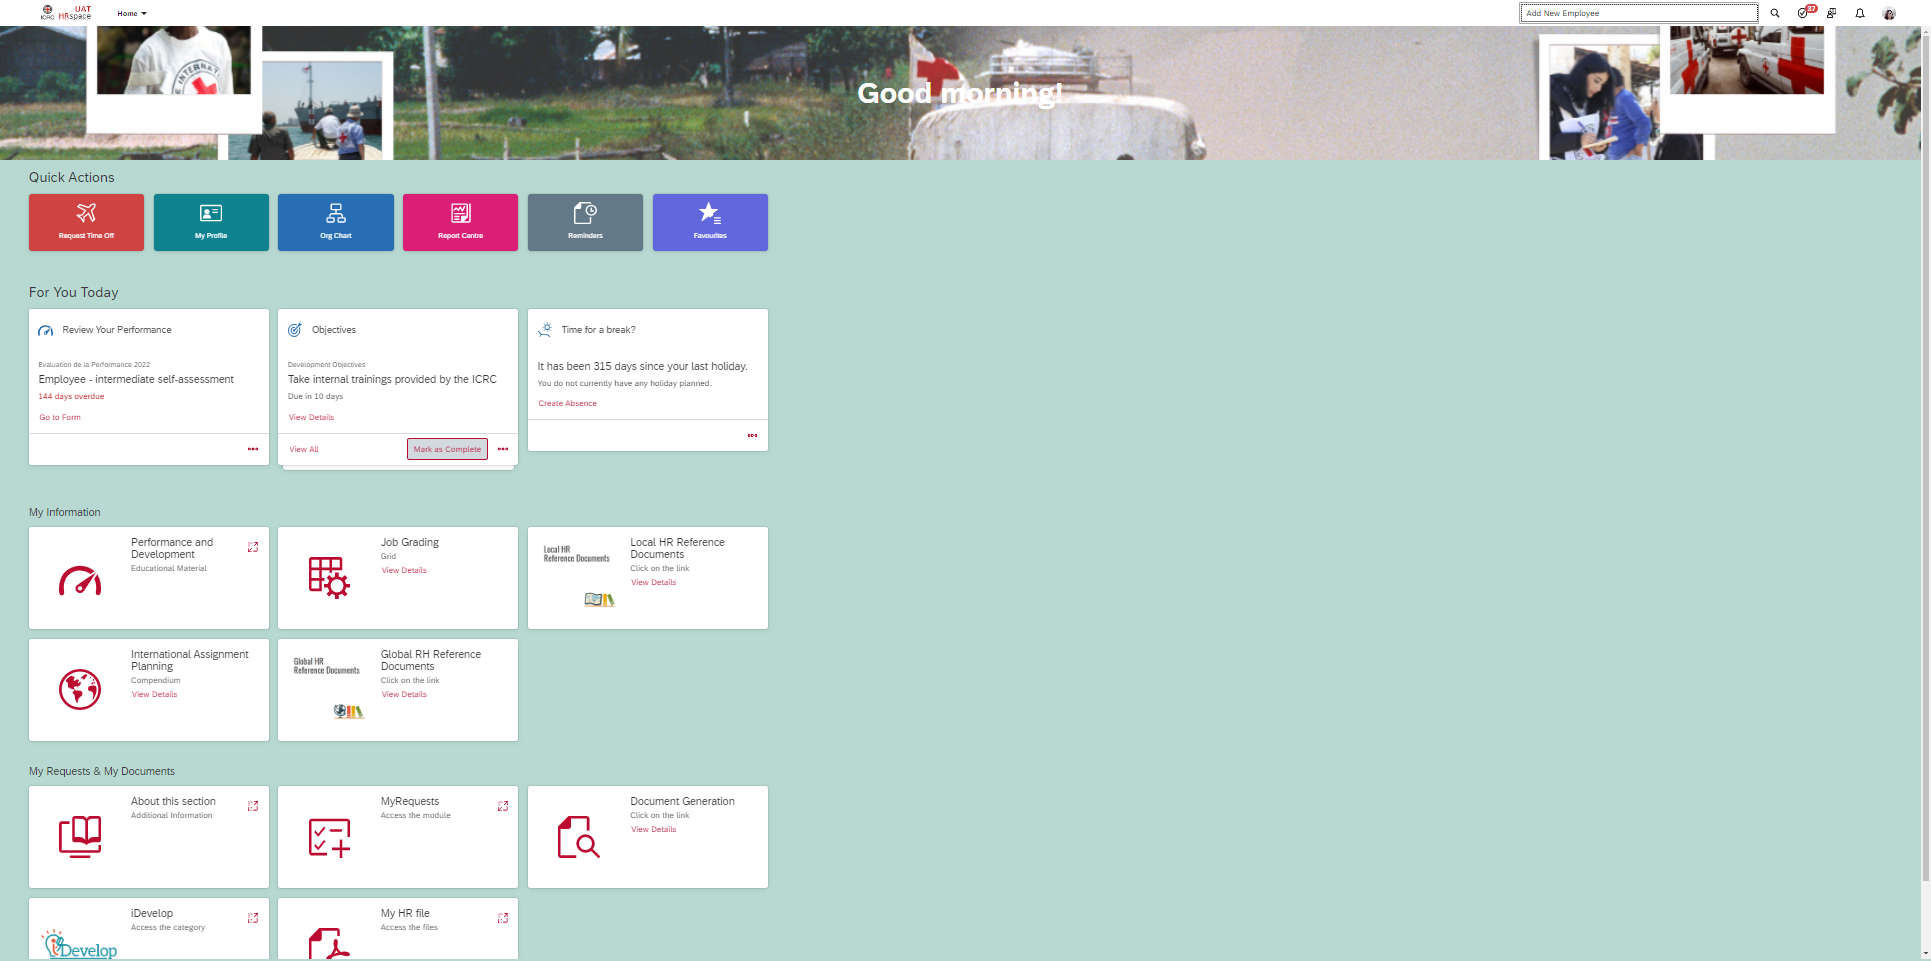 ICRC
UAT
HRspace
Home
Add New Employee
37
INTERNAT
Good morning!
Quick Actions
Request Time Off
My Profile
Org Chart
Report Centre
Reminders
Favourites
For You Today
Review Your Performance
Evaluation de la Performance 2022
Employee - intermediate self-assessment
144 days overdue
Go to Form
Objectives
Development Objectives
Take internal trainings provided by the ICRC
Due in 10 days
View Details
View All
Mark as Complete
Time for a break?
It has been 315 days since your last holiday.
You do not currently have any holiday planned.
Create Absence
My Information
Performance and
Development
Educational Material
Job Grading
Grid
View Details
Local HR
Reference Documents
Local HR Reference
Documents
Click on the link
View Details
International Assignment
Planning
Compendium
View Details
Global HR
Reference Documents
Global RH Reference
Documents
Click on the link
View Details
My Requests & My Documents
About this section
Additional Information
MyRequests
Access the module
Document Generation
Click on the link
View Details
iDevelop
iDevelop
Access the category
My HR file
Access the files